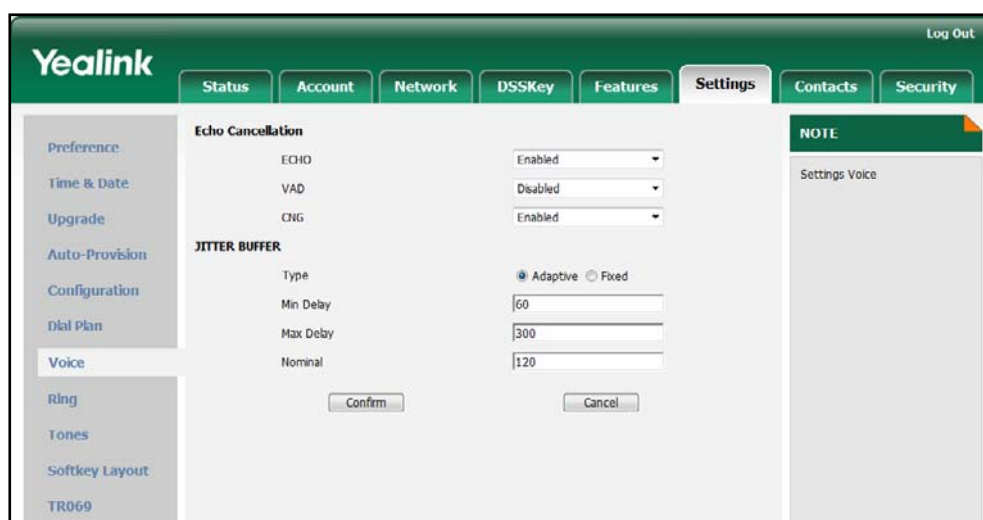 Log Out
Yealink
Status Account Network DSSKey Features Settings Contacts Security
Preference
Time & Date
Upgrade
Auto-Provision
Configuration
Dial Plan
Voice
Ring
Tones
Softkey Layout
TR069
Echo Cancellation
ECHO Enabled
VAD Disabled
CNG Enabled
JITTER BUFFER
Type Adaptive Fixed
Min Delay 60
Max Delay 300
Nominal 120
Confirm Cancel
NOTE
Settings Voice